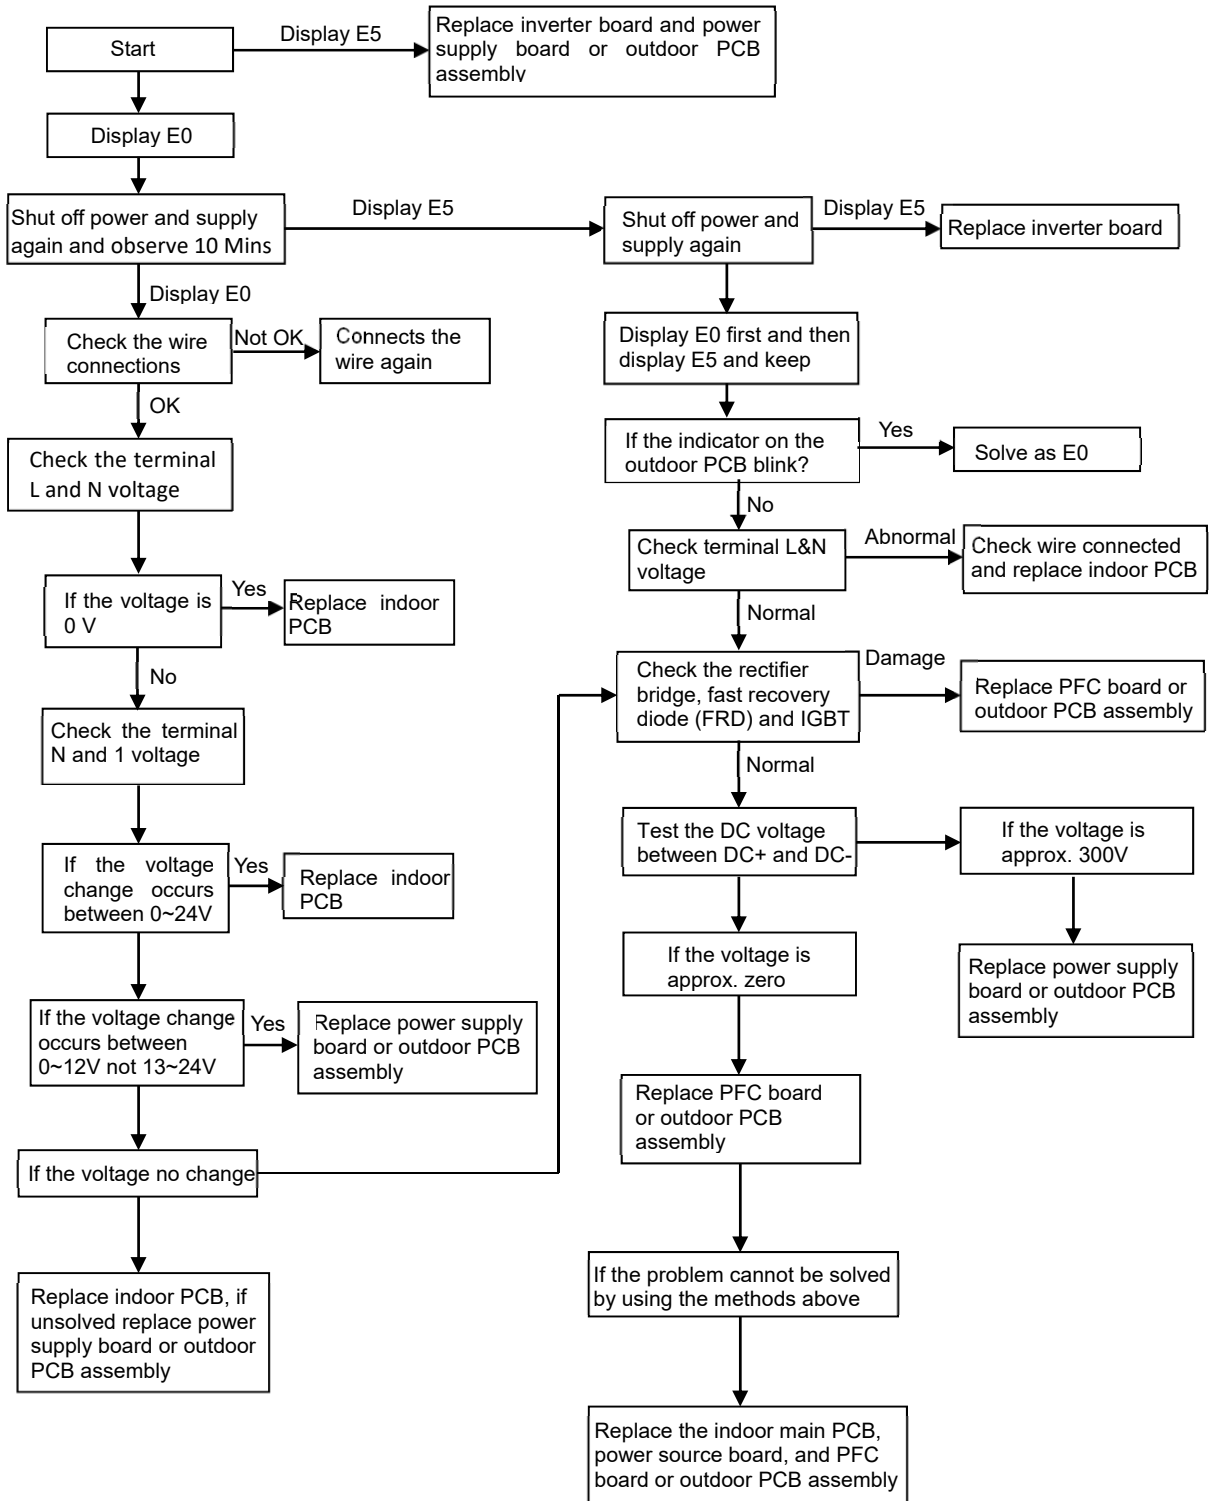 Start
Display E5
Replace inverter board and power
supply board or outdoor PCB
assembly
Display E0
Shut off power and supply
again and observe 10 Mins
Display E5
Shut off power and
supply again
Display E5
Replace inverter board
Display E0
Check the wire
connections
Not OK
Connects the
wire again
OK
Display E0 first and then
display E5 and keep
Check the terminal
L and N voltage
If the indicator on the
outdoor PCB blink?
Yes
Solve as E0
No
Check terminal L&N
voltage
Abnormal
Check wire connected
and replace indoor PCB
If the voltage is
0 V
Yes
Replace indoor
PCB
Normal
No
Check the rectifier
bridge, fast recovery
diode (FRD) and IGBT
Damage
Replace PFC board or
outdoor PCB assembly
Check the terminal
N and 1 voltage
Normal
Test the DC voltage
between DC+ and DC-
If the voltage is
approx. 300V
If the voltage
change occurs
between 0~24V
Yes
Replace indoor
PCB
If the voltage is
approx. zero
Replace power supply
board or outdoor PCB
assembly
If the voltage change
occurs between
0~12V not 13~24V
Yes
Replace power supply
board or outdoor PCB
assembly
Replace PFC board
or outdoor PCB
assembly
If the voltage no change
If the problem cannot be solved
by using the methods above
Replace indoor PCB, if
unsolved replace power
supply board or outdoor
PCB assembly
Replace the indoor main PCB,
power source board, and PFC
board or outdoor PCB assembly